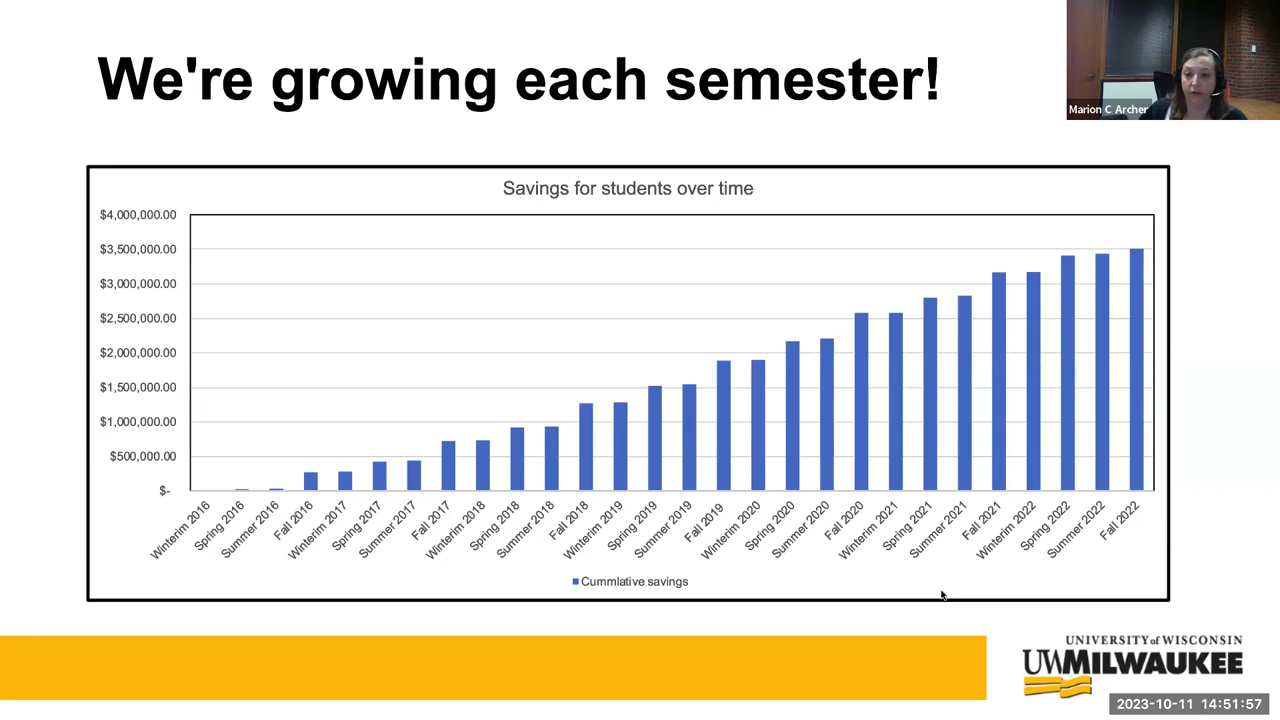 We're growing each semester!
Marion C Archer
Savings for students over time
$4,000,000.00
$3,500,000.00
$3,000,000.00
$2,500,000.00
$2,000,000.00
$1,500,000.00
$1,000,000.00
$500,000.00
$-
Winterim 2016
Spring 2016
Summer 2016
Fall 2016
Winterim 2017
Spring 2017
Summer 2017
Fall 2017
Winterim 2018
Spring 2018
Summer 2018
Fall 2018
Winterim 2019
Spring 2019
Summer 2019
Fall 2019
Winterim 2020
Spring 2020
Summer 2020
Fall 2020
Winterim 2021
Spring 2021
Summer 2021
Fall 2021
Winterim 2022
Spring 2022
Summer 2022
Fall 2022
Cummlative savings
UNIVERSITY of WISCONSIN
UWMILWAUKEE
2023-10-11 14:51:57